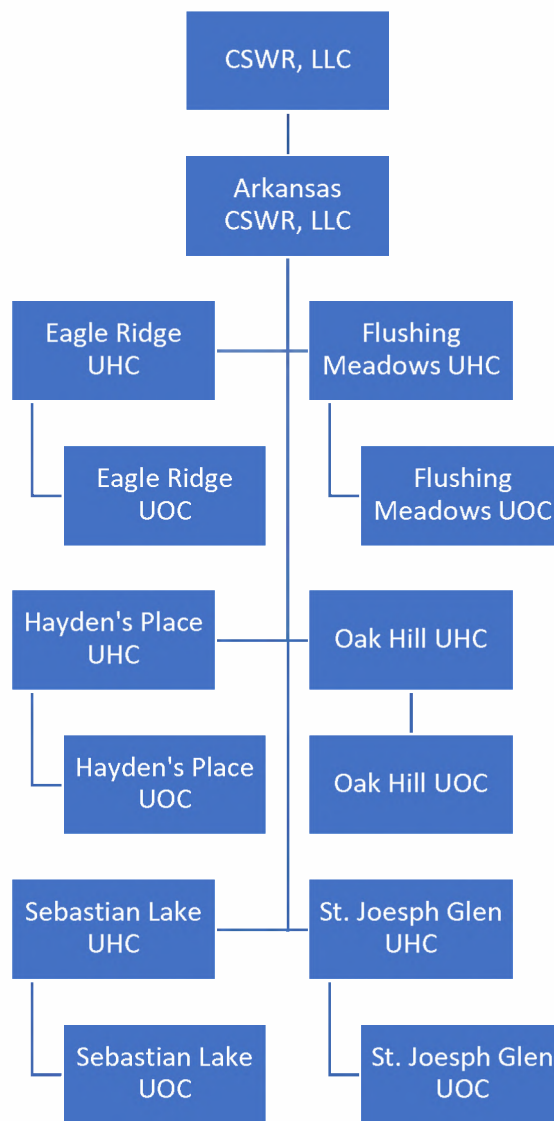 CSWR, LLC
Arkansas
CSWR, LLC
Eagle Ridge
UHC
Flushing
Meadows UHC
Eagle Ridge
UOC
Flushing
Meadows UOC
Hayden's Place
UHC
Oak Hill UHC
Hayden's Place
UOC
Oak Hill UOC
Sebastian Lake
UHC
St. Joesph Glen
UHC
Sebastian Lake
UOC
St. Joesph Glen
UOC